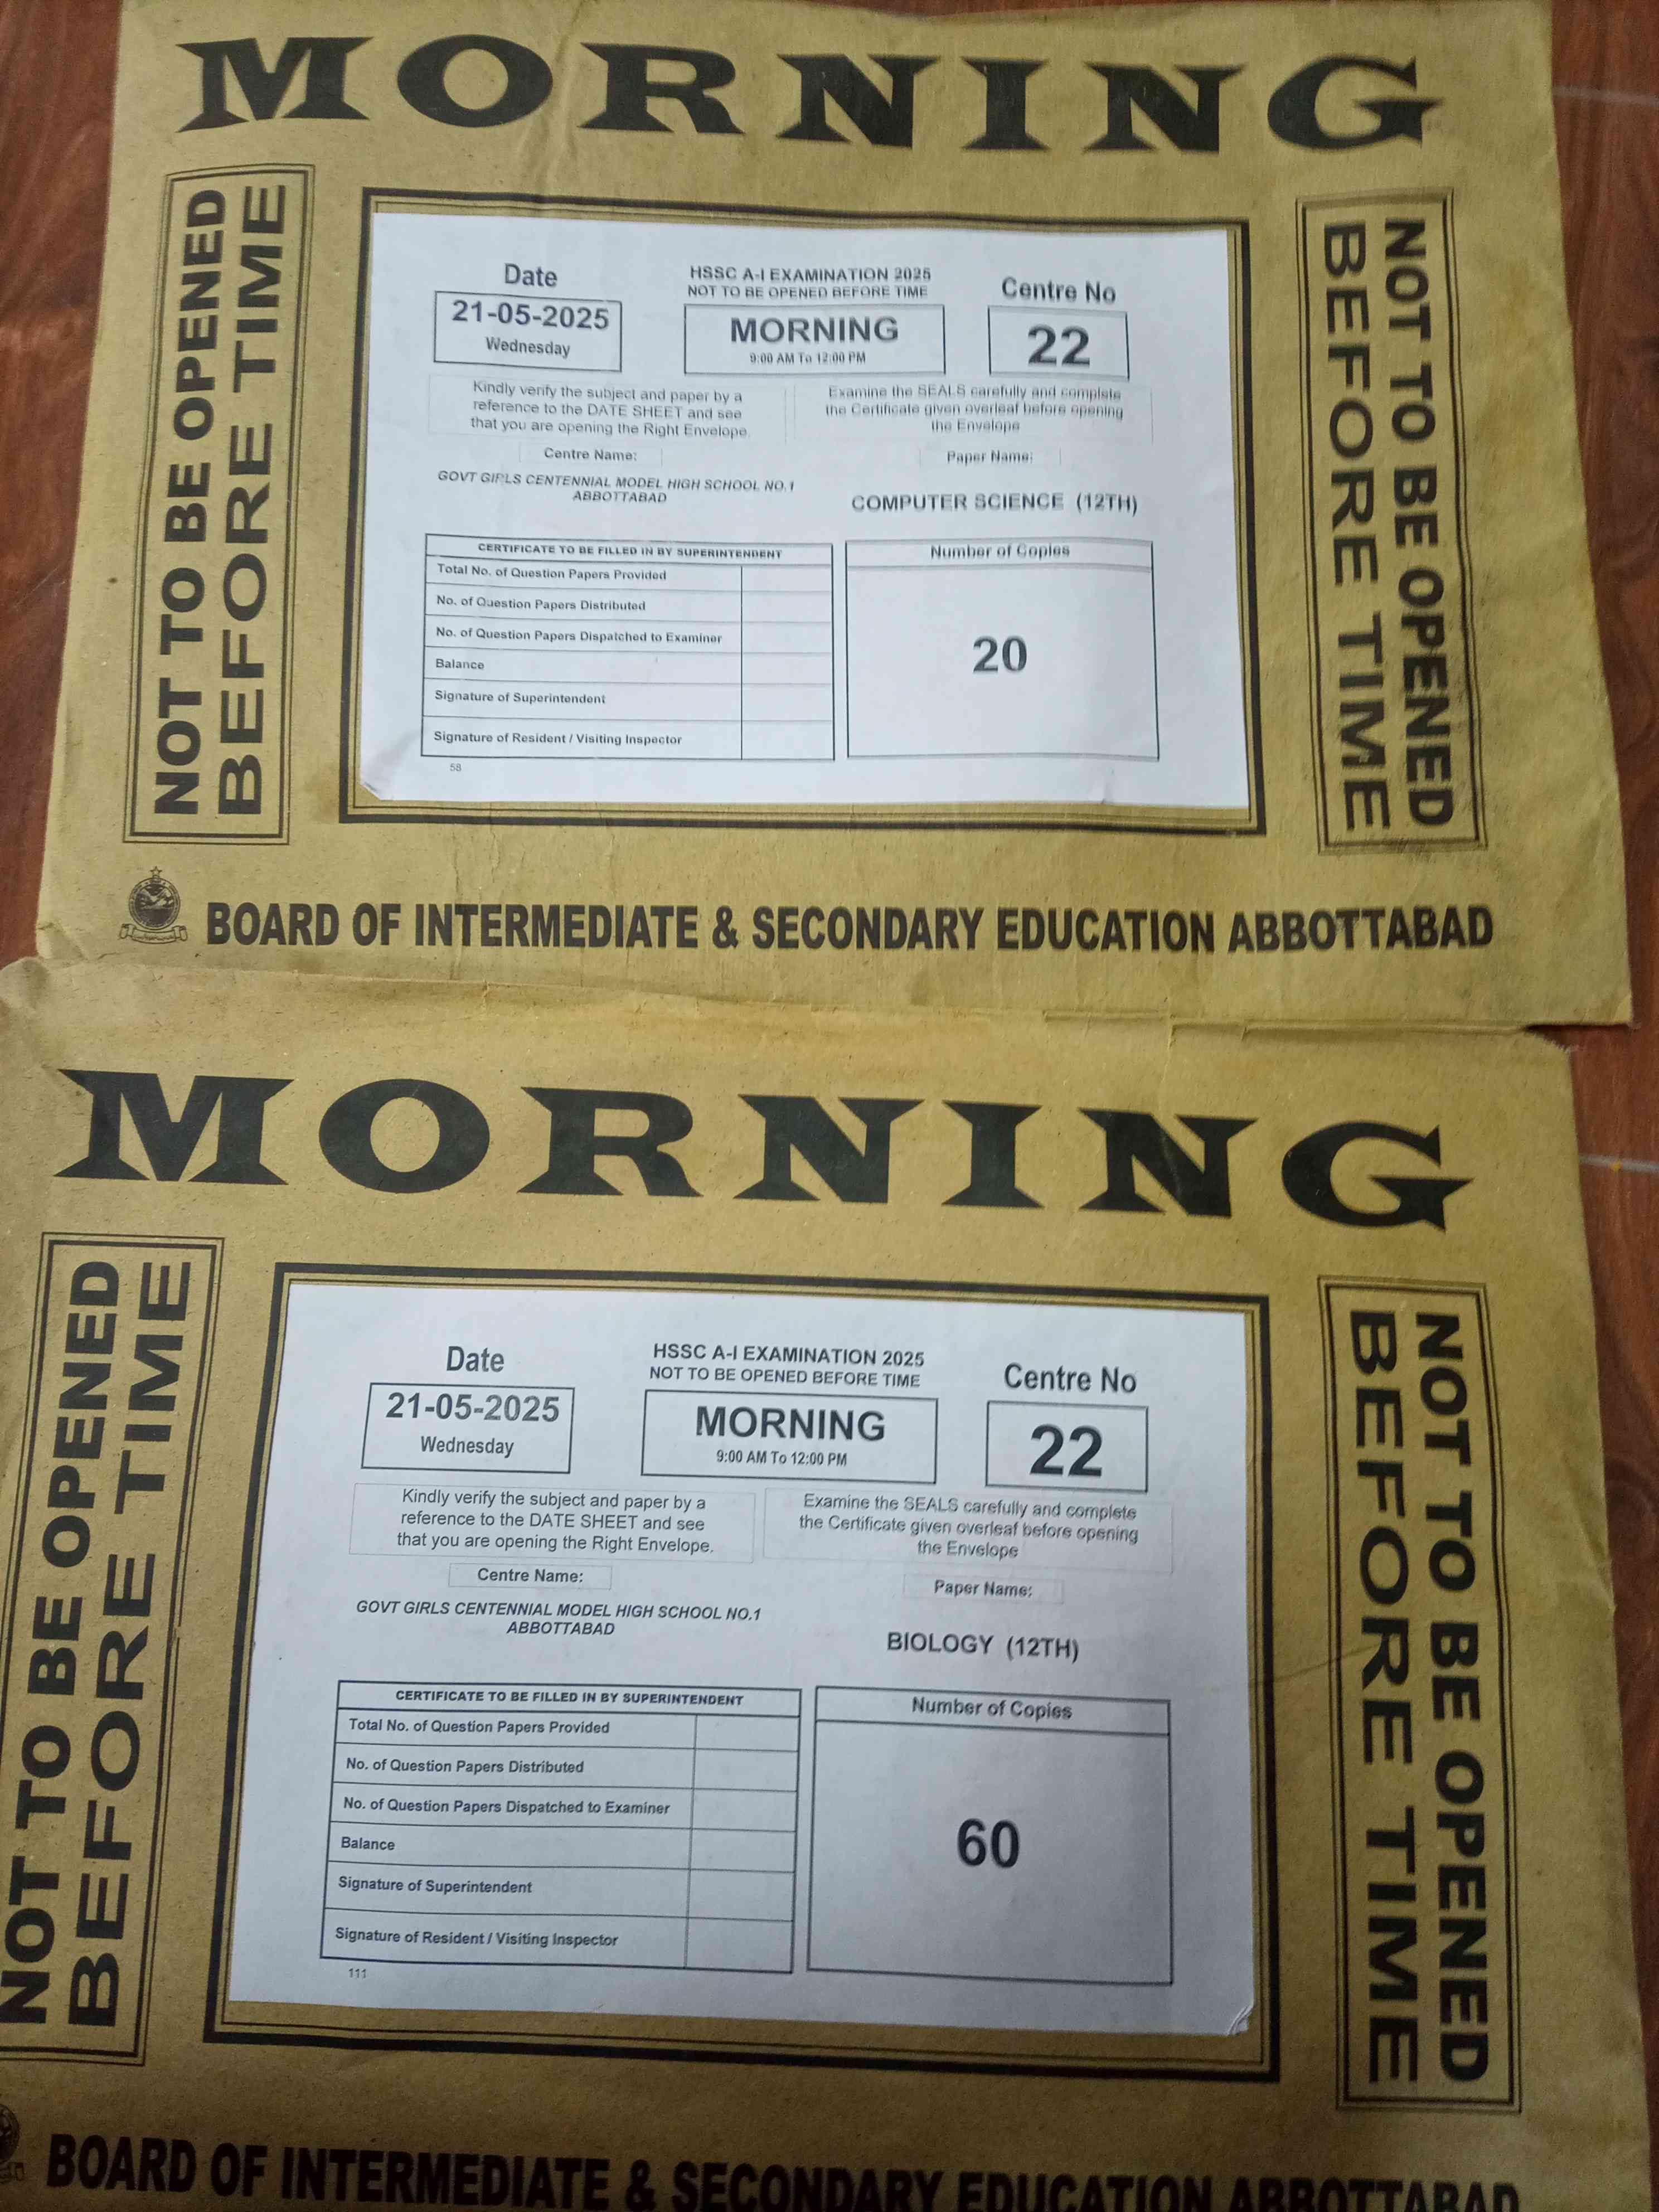 MORNING
NOT TO BE OPENED
BEFORE TIME
Date
21-05-2025
Wednesday
HSSC A-I EXAMINATION 2025
NOT TO BE OPENED BEFORE TIME
MORNING
9:00 AM To 12:00 PM
Centre No
22
Kindly verify the subject and paper by a
reference to the DATE SHEET and see
that you are opening the Right Envelope.
Examine the SEALS carefully and complete
the Certificate given overleaf before opening
the Envelope
Centre Name:
GOVT GIRLS CENTENNIAL MODEL HIGH SCHOOL NO.1
ABBOTTABAD
Paper Name:
COMPUTER SCIENCE (12TH)
CERTIFICATE TO BE FILLED IN BY SUPERINTENDENT
Total No. of Question Papers Provided
No. of Question Papers Distributed
No. of Question Papers Dispatched to Examiner
Balance
Signature of Superintendent
Signature of Resident / Visiting Inspector
58
Number of Copies
20
NOT TO BE OPENED
BEFORE TIME
BOARD OF INTERMEDIATE & SECONDARY EDUCATION ABBOTTABAD
MORNING
NOT TO BE OPENED
BEFORE TIME
Date
21-05-2025
Wednesday
HSSC A-I EXAMINATION 2025
NOT TO BE OPENED BEFORE TIME
MORNING
9:00 AM To 12:00 PM
Centre No
22
Kindly verify the subject and paper by a
reference to the DATE SHEET and see
that you are opening the Right Envelope.
Examine the SEALS carefully and complete
the Certificate given overleaf before opening
the Envelope
Centre Name:
GOVT GIRLS CENTENNIAL MODEL HIGH SCHOOL NO.1
ABBOTTABAD
Paper Name:
BIOLOGY (12TH)
CERTIFICATE TO BE FILLED IN BY SUPERINTENDENT
Total No. of Question Papers Provided
No. of Question Papers Distributed
No. of Question Papers Dispatched to Examiner
Balance
Signature of Superintendent
Signature of Resident / Visiting Inspector
111
Number of Copies
60
NOT TO BE OPENED
BEFORE TIME
BOARD OF INTERMEDIATE & SECONDARY EDUCATION ABBOTTABAD